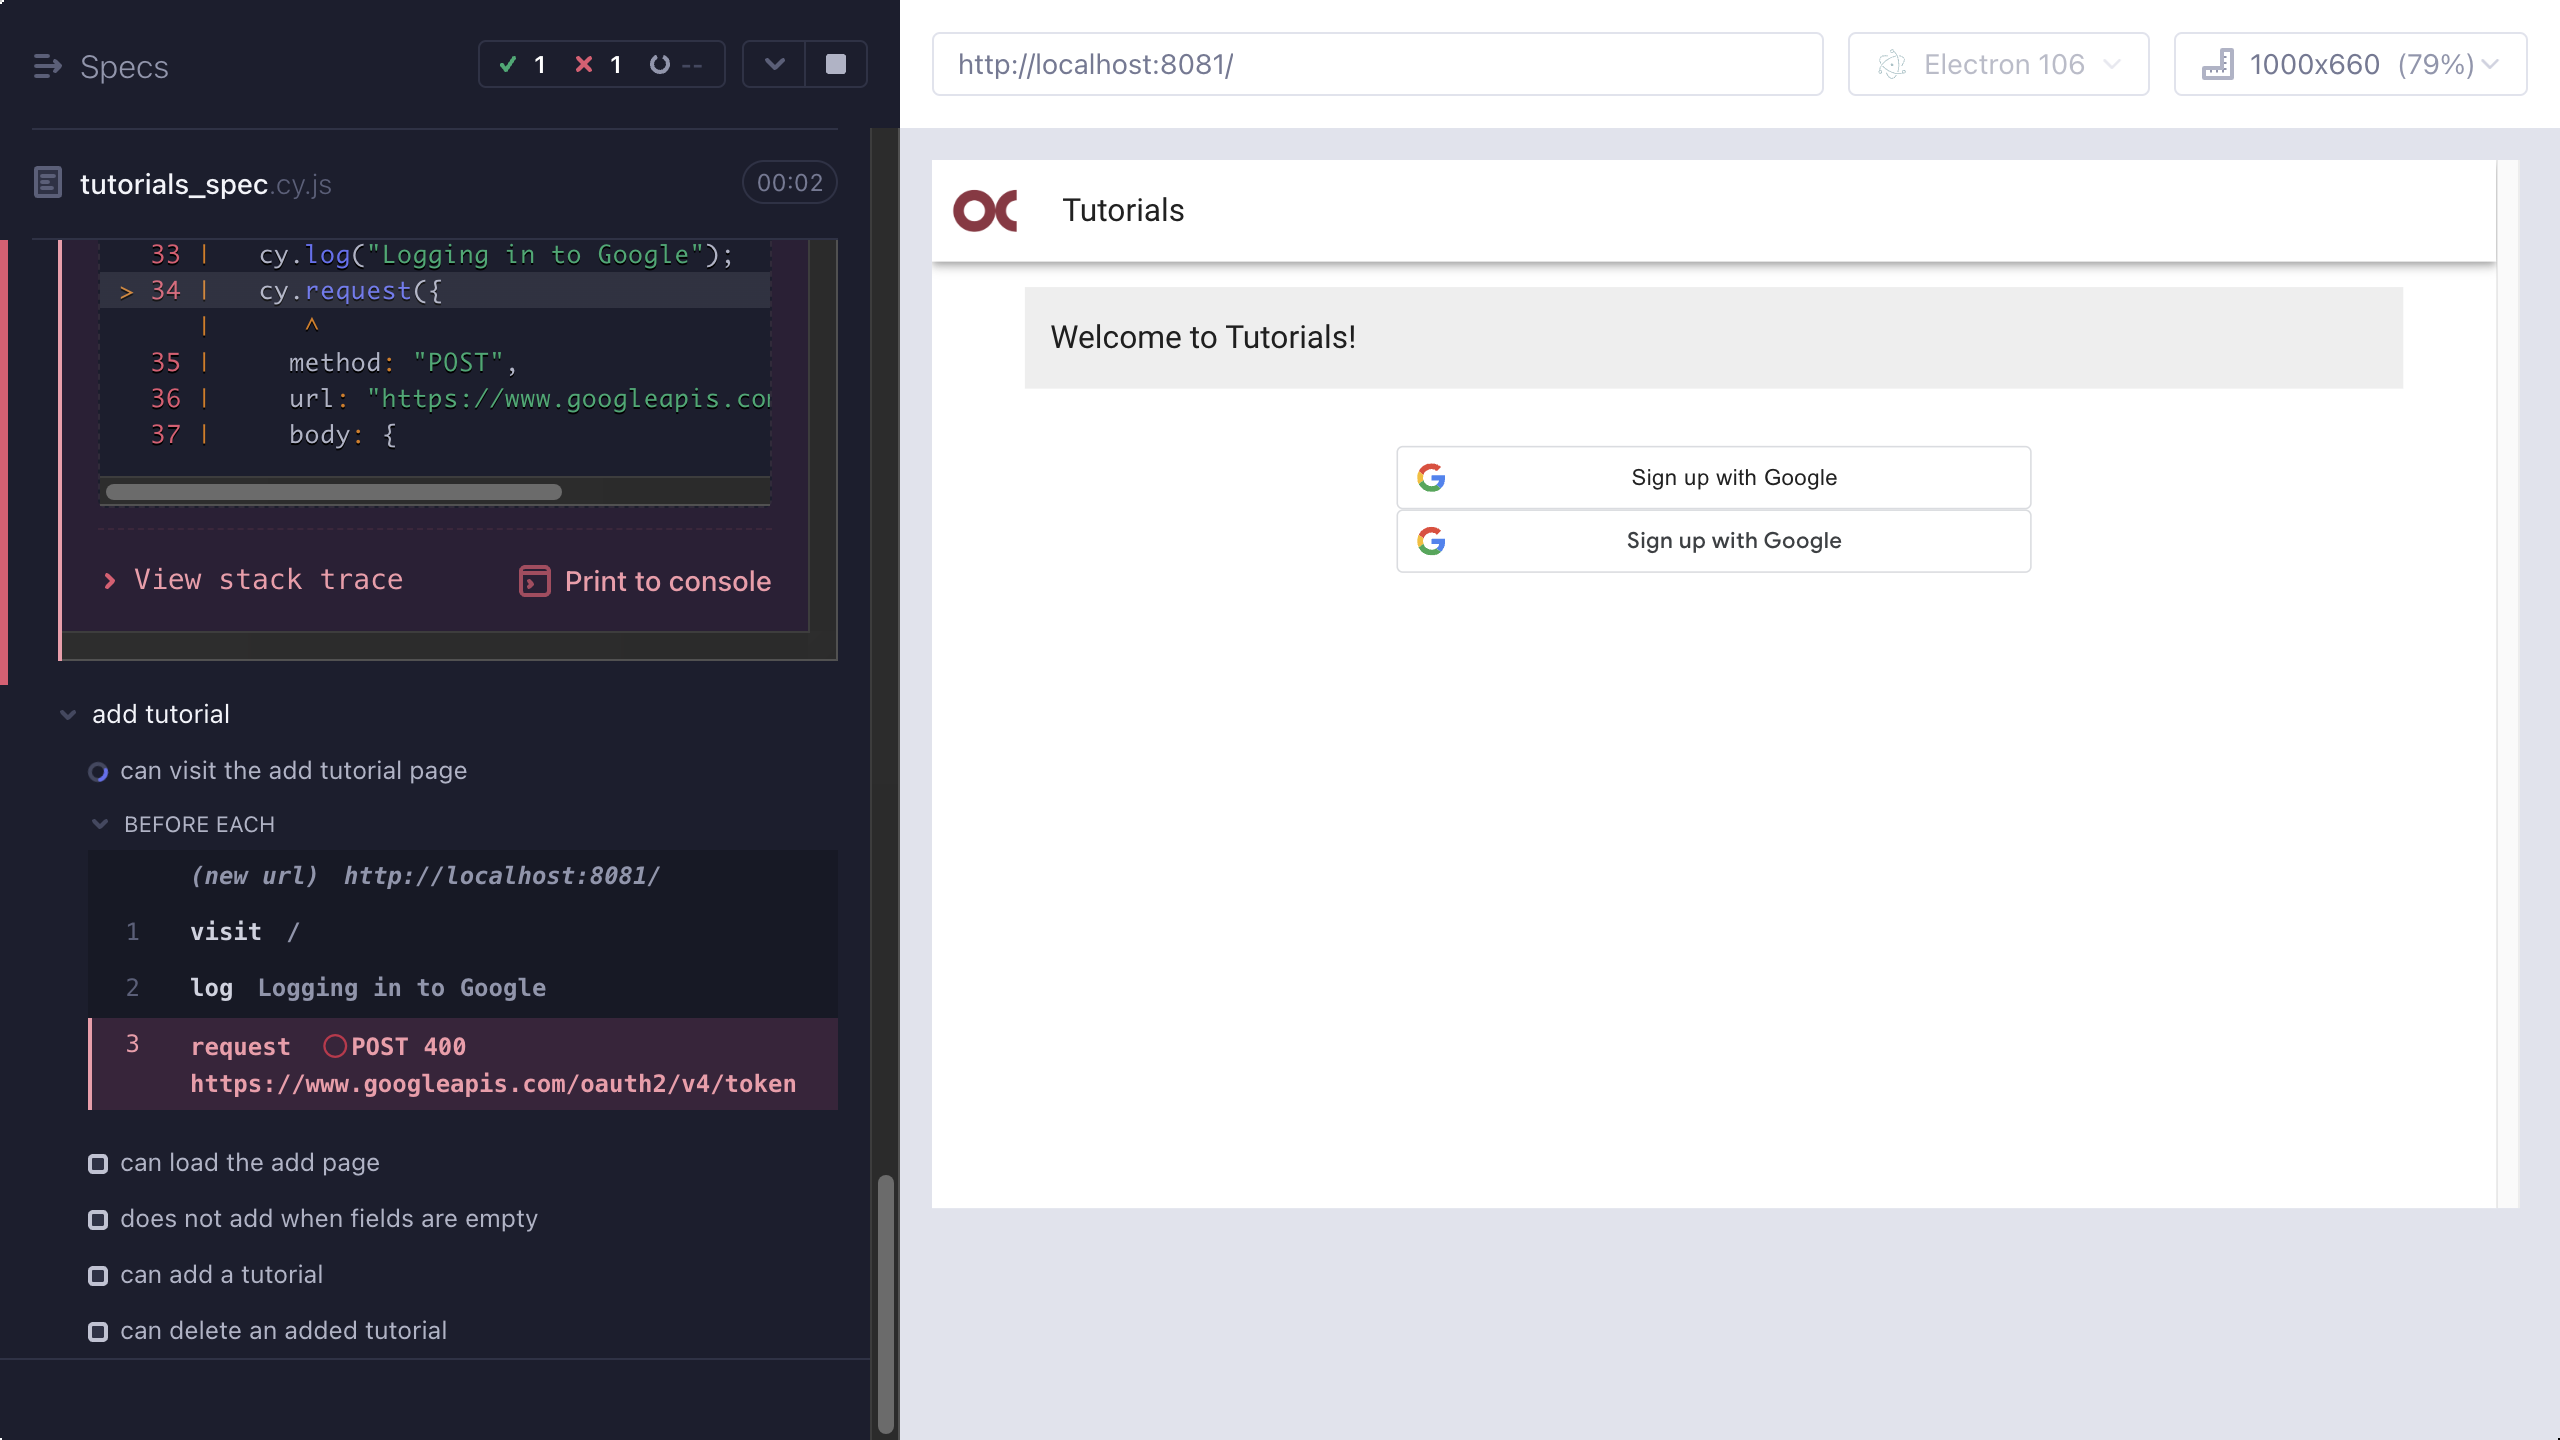 Specs
1 1 --
tutorials_spec.cy.js
00:02
33 | cy.log("Logging in to Google");
> 34 | cy.request({
| ^
35 | method: "POST",
36 | url: "https://www.googleapis.com
37 | body: {
View stack trace
Print to console
add tutorial
can visit the add tutorial page
BEFORE EACH
(new url) http://localhost:8081/
1 visit /
2 log Logging in to Google
3 request POST 400
https://www.googleapis.com/oauth2/v4/token
can load the add page
does not add when fields are empty
can add a tutorial
can delete an added tutorial
http://localhost:8081/
Electron 106
1000x660 (79%)
OC
Tutorials
Welcome to Tutorials!
Sign up with Google
Sign up with Google